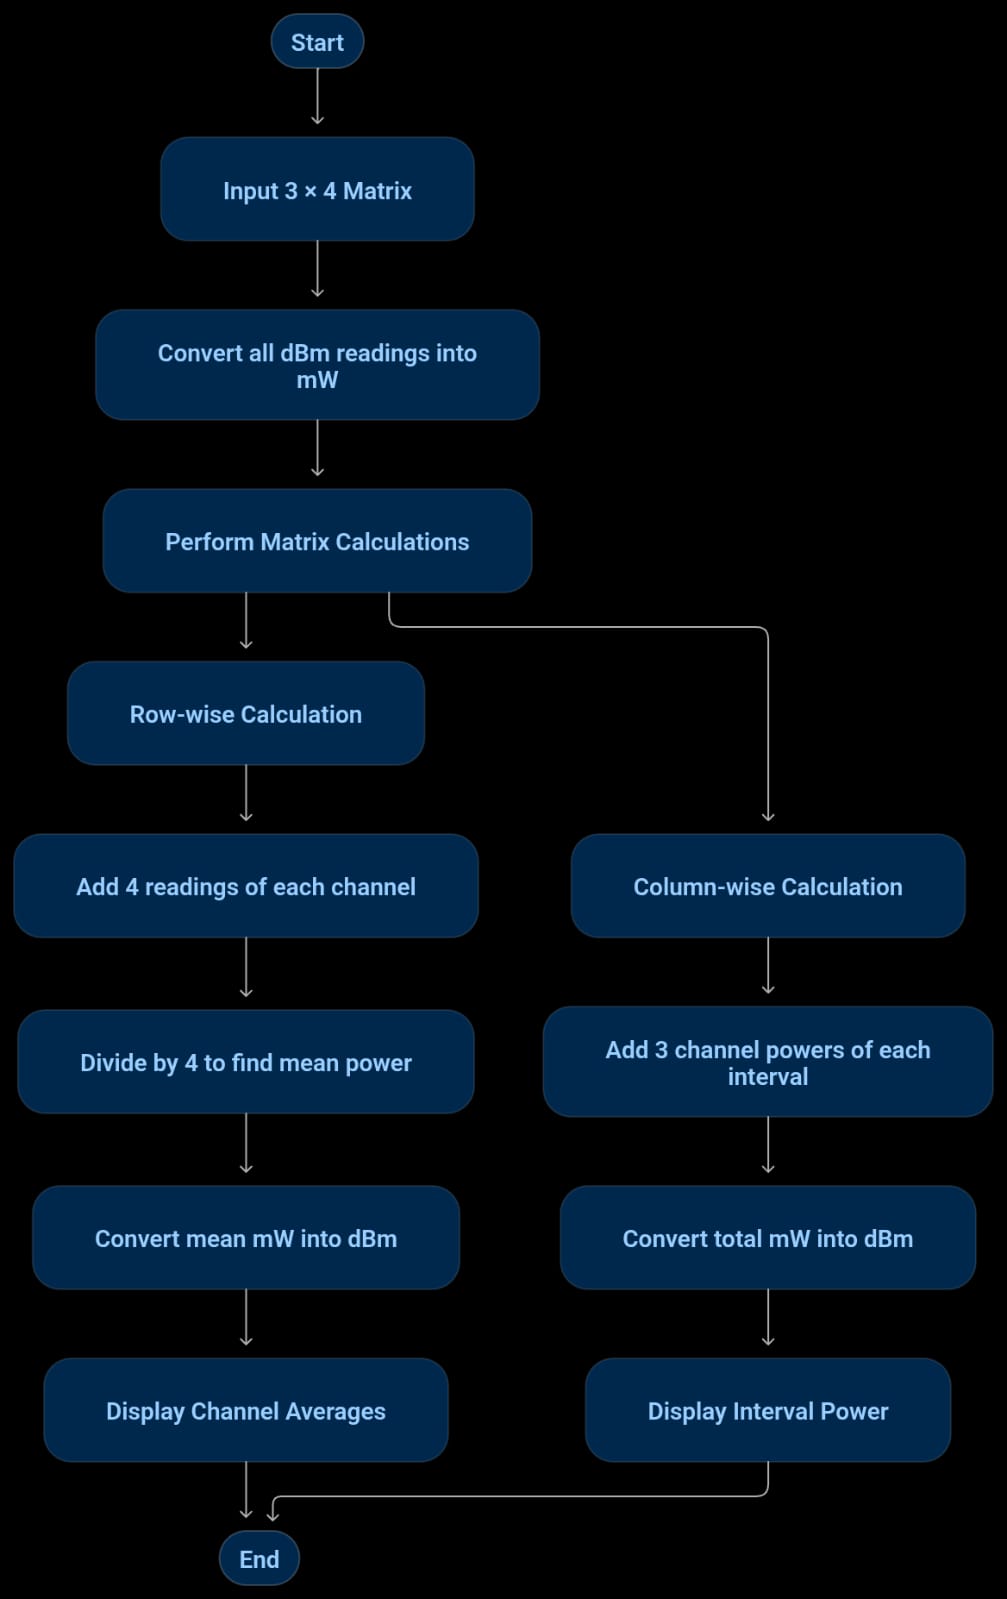 Start
Input 3 × 4 Matrix
Convert all dBm readings into
mW
Perform Matrix Calculations
Row-wise Calculation
Add 4 readings of each channel
Divide by 4 to find mean power
Convert mean mW into dBm
Display Channel Averages
Column-wise Calculation
Add 3 channel powers of each
interval
Convert total mW into dBm
Display Interval Power
End